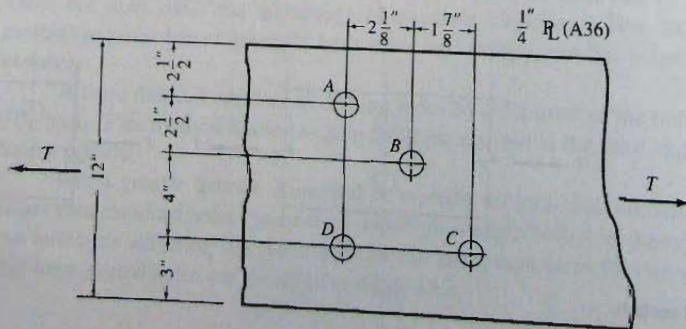 2 1/8"
1 7/8"
1/4" PL (A36)
2 1/2"
A
2 1/2"
B
T
12"
T
4"
D
C
3"